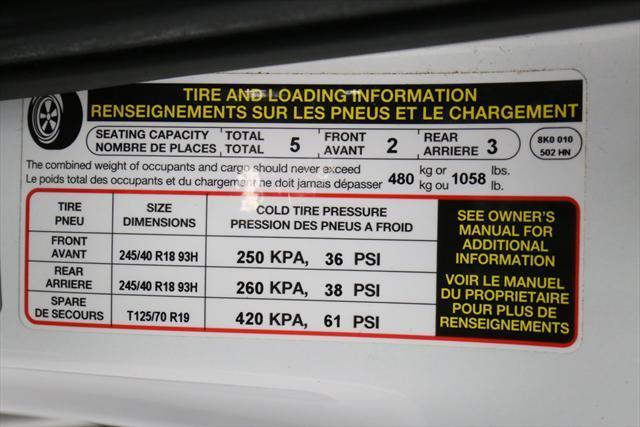 TIRE AND LOADING INFORMATION
RENSEIGNEMENTS SUR LES PNEUS ET LE CHARGEMENT
SEATING CAPACITY TOTAL 5 FRONT 2 REAR 3
NOMBRE DE PLACES TOTAL AVANT ARRIERE
8K0 010
502 HN
The combined weight of occupants and cargo should never exceed 480 kg or 1058 lbs.
Le poids total des occupants et du chargement ne doit jamais dépasser kg ou lb.
TIRE
PNEU
SIZE
DIMENSIONS
COLD TIRE PRESSURE
PRESSION DES PNEUS A FROID
FRONT
AVANT
245/40 R18 93H
250 KPA, 36 PSI
REAR
ARRIERE
245/40 R18 93H
260 KPA, 38 PSI
SPARE
DE SECOURS
T125/70 R19
420 KPA, 61 PSI
SEE OWNER'S
MANUAL FOR
ADDITIONAL
INFORMATION
VOIR LE MANUEL
DU PROPRIETAIRE
POUR PLUS DE
RENSEIGNEMENTS